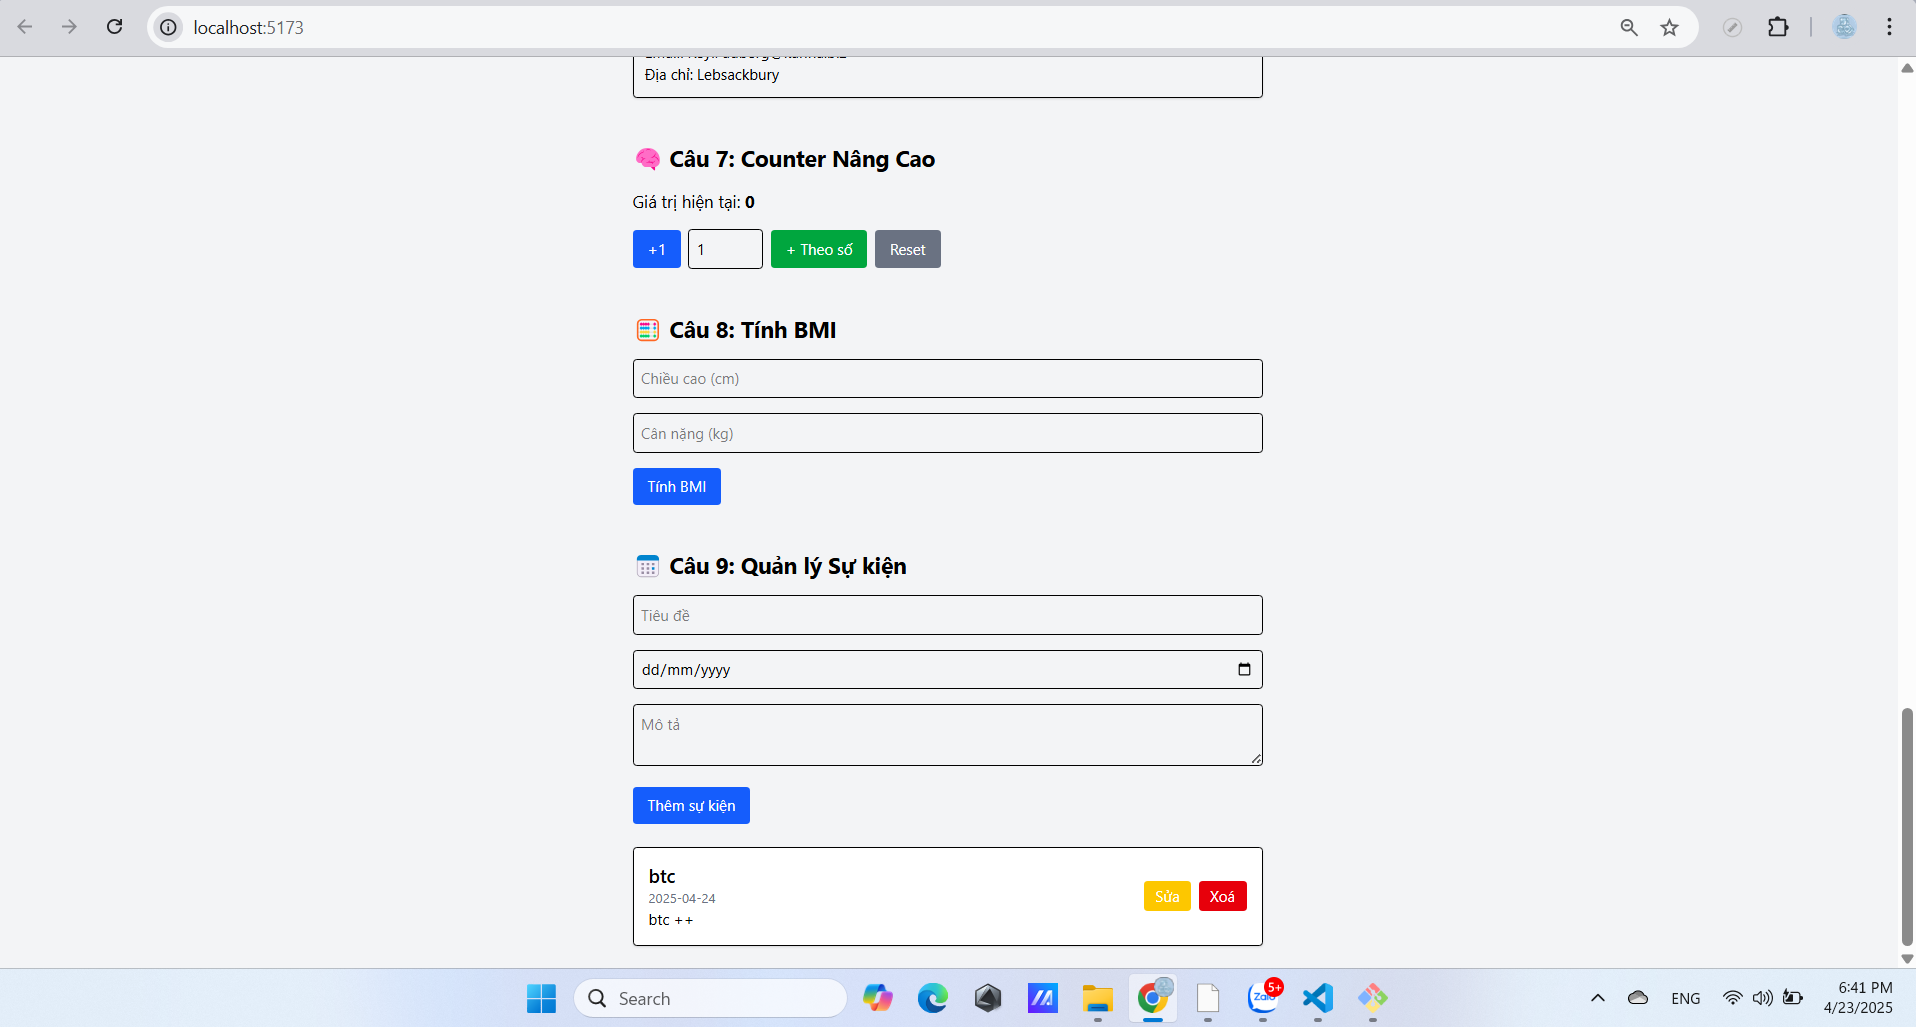 localhost:5173
Địa chỉ: Lebsackbury
Câu 7: Counter Nâng Cao
Giá trị hiện tại: 0
+1
1
+ Theo số
Reset
Câu 8: Tính BMI
Chiều cao (cm)
Cân nặng (kg)
Tính BMI
Câu 9: Quản lý Sự kiện
Tiêu đề
dd/mm/yyyy
Mô tả
Thêm sự kiện
btc
2025-04-24
btc ++
Sửa
Xoá
Search
Zalo
5+
ENG
6:41 PM
4/23/2025